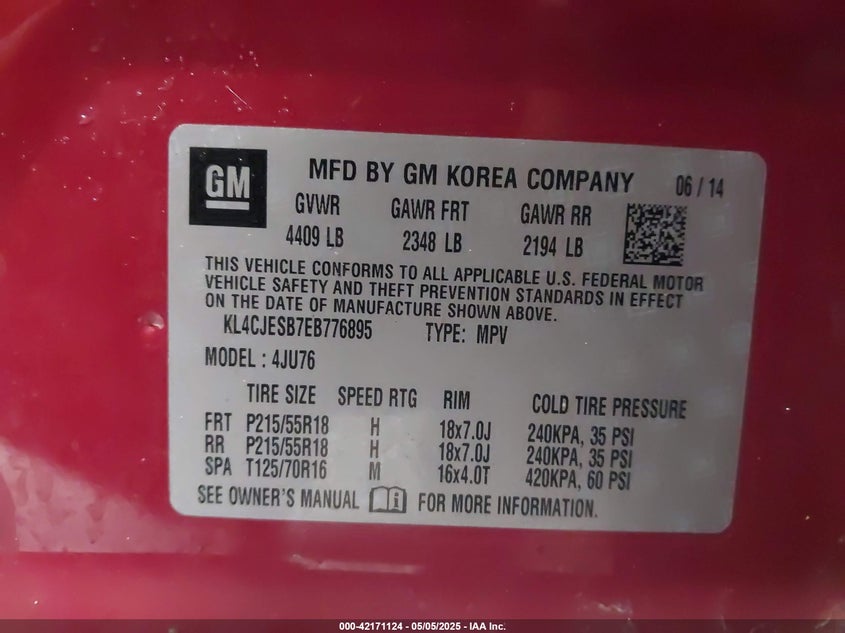 GM
MFD BY GM KOREA COMPANY 06 / 14
GVWR GAWR FRT GAWR RR
4409 LB 2348 LB 2194 LB
THIS VEHICLE CONFORMS TO ALL APPLICABLE U.S. FEDERAL MOTOR
VEHICLE SAFETY AND THEFT PREVENTION STANDARDS IN EFFECT
ON THE DATE OF MANUFACTURE SHOWN ABOVE.
KL4CJESB7EB776895 TYPE: MPV
MODEL : 4JU76
TIRE SIZE SPEED RTG RIM COLD TIRE PRESSURE
FRT P215/55R18 H 18x7.0J 240KPA, 35 PSI
RR P215/55R18 H 18x7.0J 240KPA, 35 PSI
SPA T125/70R16 M 16x4.0T 420KPA, 60 PSI
SEE OWNER'S MANUAL i FOR MORE INFORMATION.
000-42171124 - 05/05/2025 - IAA Inc.